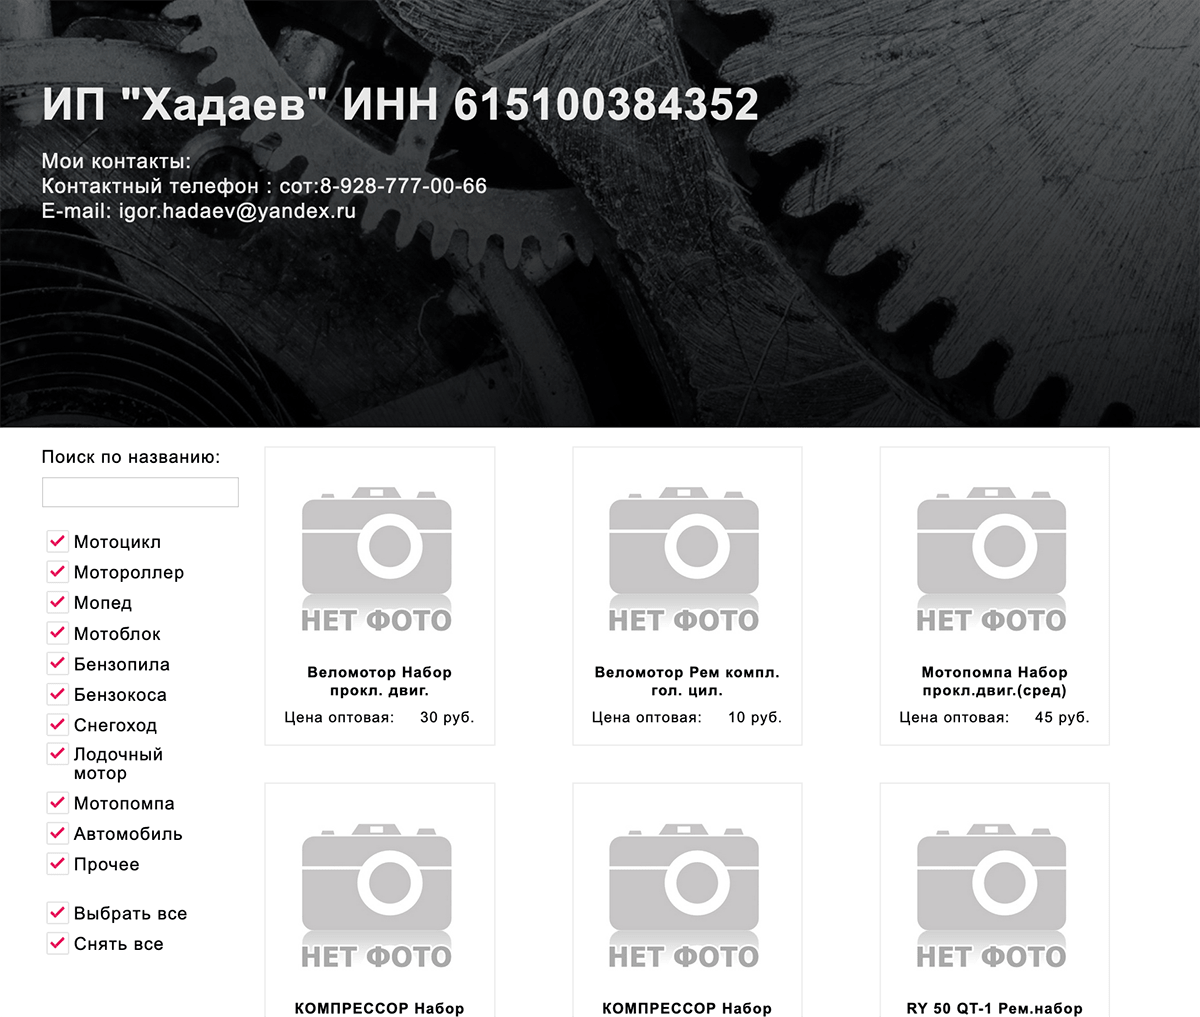 ИП "Хадаев" ИНН 615100384352
Мои контакты:
Контактный телефон : сот:8-928-777-00-66
E-mail: igor.hadaev@yandex.ru
Поиск по названию:
Мотоцикл
Мотороллер
Мопед
Мотоблок
Бензопила
Бензокоса
Снегоход
Лодочный
мотор
Мотопомпа
Автомобиль
Прочее
Выбрать все
Снять все
НЕТ ФОТО
Веломотор Набор
прокл. двиг.
Цена оптовая: 30 руб.
НЕТ ФОТО
Веломотор Рем компл.
гол. цил.
Цена оптовая: 10 руб.
НЕТ ФОТО
Мотопомпа Набор
прокл.двиг.(сред)
Цена оптовая: 45 руб.
НЕТ ФОТО
КОМПРЕССОР Набор
НЕТ ФОТО
КОМПРЕССОР Набор
НЕТ ФОТО
RY 50 QT-1 Рем.набор